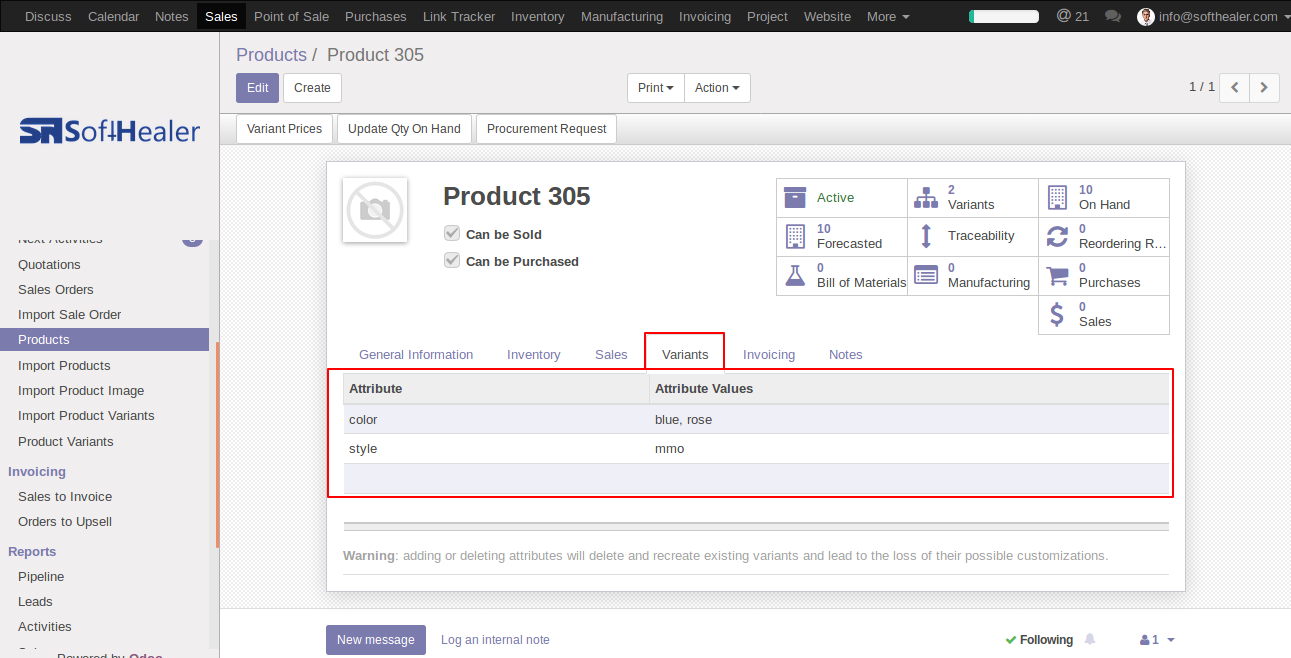 Discuss Calendar Notes Sales Point of Sale Purchases Link Tracker Inventory Manufacturing Invoicing Project Website More @ 21 info@softhealer.com
Products / Product 305
Edit Create Print Action 1 / 1
Variant Prices Update Qty On Hand Procurement Request
SoftHealer
Next Activities
Quotations
Sales Orders
Import Sale Order
Products
Import Products
Import Product Image
Import Product Variants
Product Variants
Invoicing
Sales to Invoice
Orders to Upsell
Reports
Pipeline
Leads
Activities
Powered by Odoo
Product 305
Can be Sold
Can be Purchased
Active
2
Variants
10
On Hand
10
Forecasted
Traceability
0
Reordering R...
0
Bill of Materials
0
Manufacturing
0
Purchases
0
Sales
General Information Inventory Sales Variants Invoicing Notes
Attribute Attribute Values
color blue, rose
style mmo
Warning: adding or deleting attributes will delete and recreate existing variants and lead to the loss of their possible customizations.
New message Log an internal note Following 1